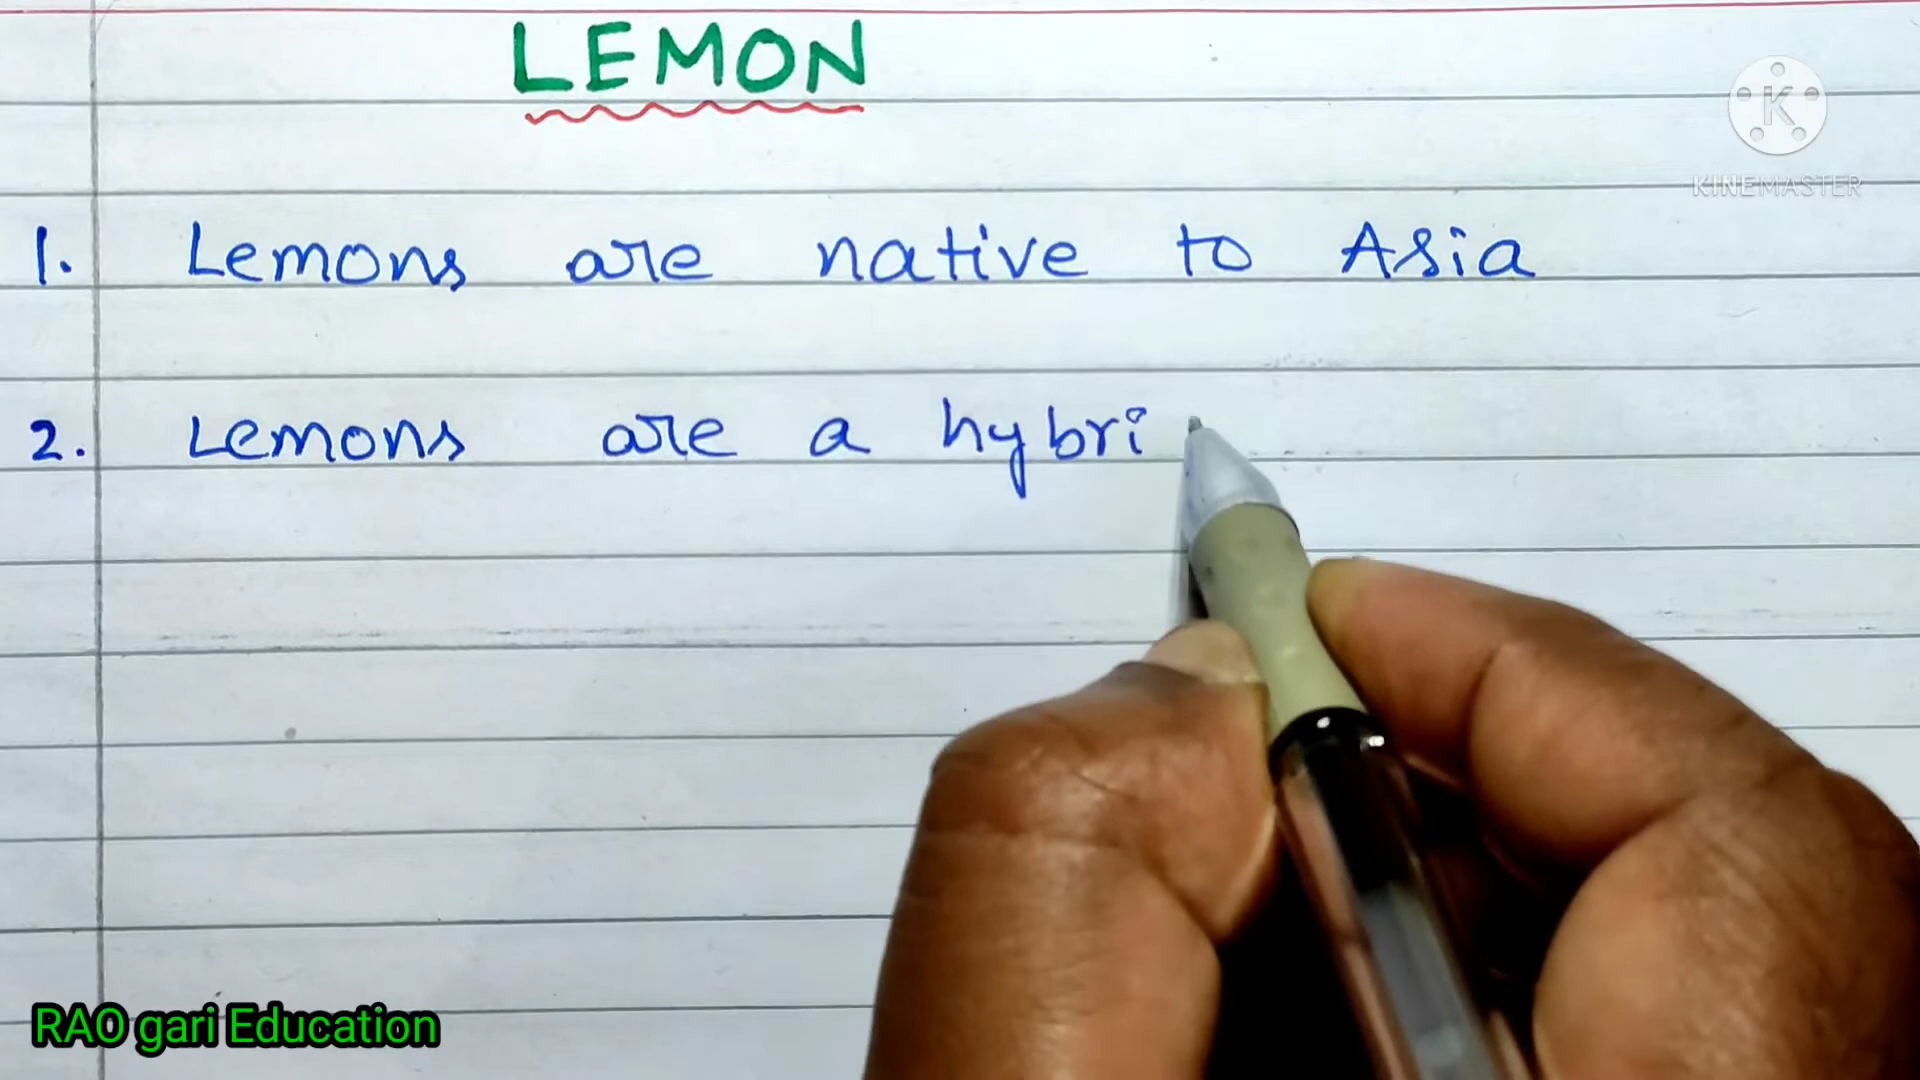 LEMON
KINEMASTER
1. Lemons are native to Asia
2. Lemons are a hybri
RAO gari Education